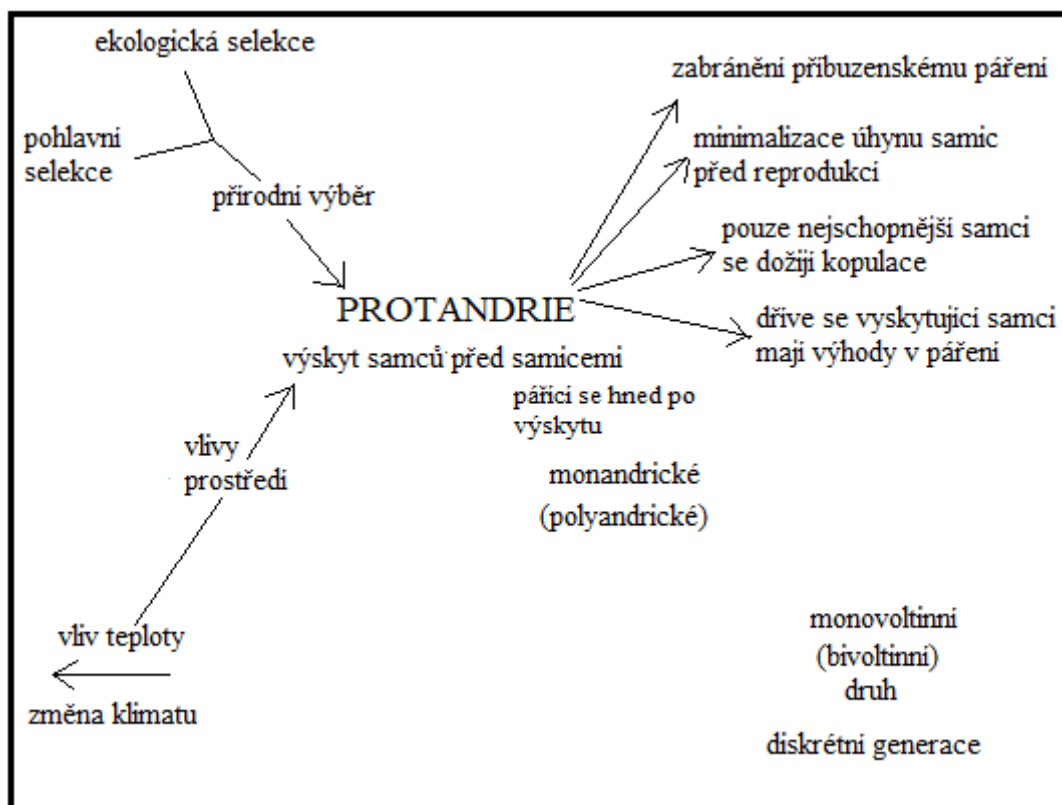 ekologická selekce
pohlavní
selekce
přírodní výběr
zabránění příbuzenskému páření
minimalizace úhynu samic
před reprodukcí
pouze nejschopnější samci
se dožijí kopulace
dříve se vyskytující samci
mají výhody v páření
PROTANDRIE
výskyt samců před samicemi
pářící se hned po
výskytu
monandrické
(polyandrické)
vlivy
prostředí
vliv teploty
změna klimatu
monovoltinní
(bivoltinní)
druh
diskrétní generace